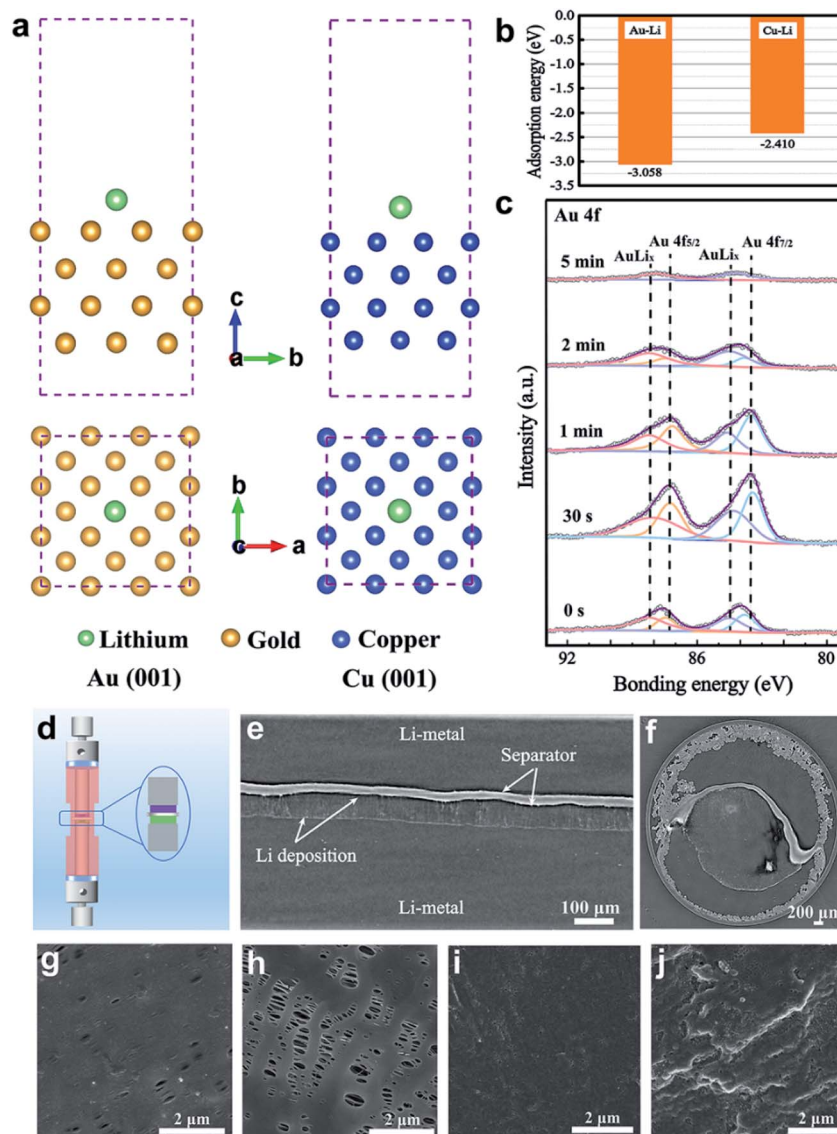 a
c
a
b
b
c
a
Lithium
Gold
Copper
Au (001)
Cu (001)
b
Adsorption energy (eV)
0.0
-0.5
-1.0
-1.5
-2.0
-2.5
-3.0
-3.5
Au-Li
Cu-Li
-3.058
-2.410
c
Au 4f
AuLiₓ
Au 4f5/2
AuLiₓ
Au 4f7/2
5 min
2 min
1 min
30 s
0 s
Intensity (a.u.)
92
86
80
Bonding energy (eV)
d
e
Li-metal
Separator
Li deposition
Li-metal
100 µm
f
200 µm
g
2 µm
h
2 µm
i
2 µm
j
2 µm